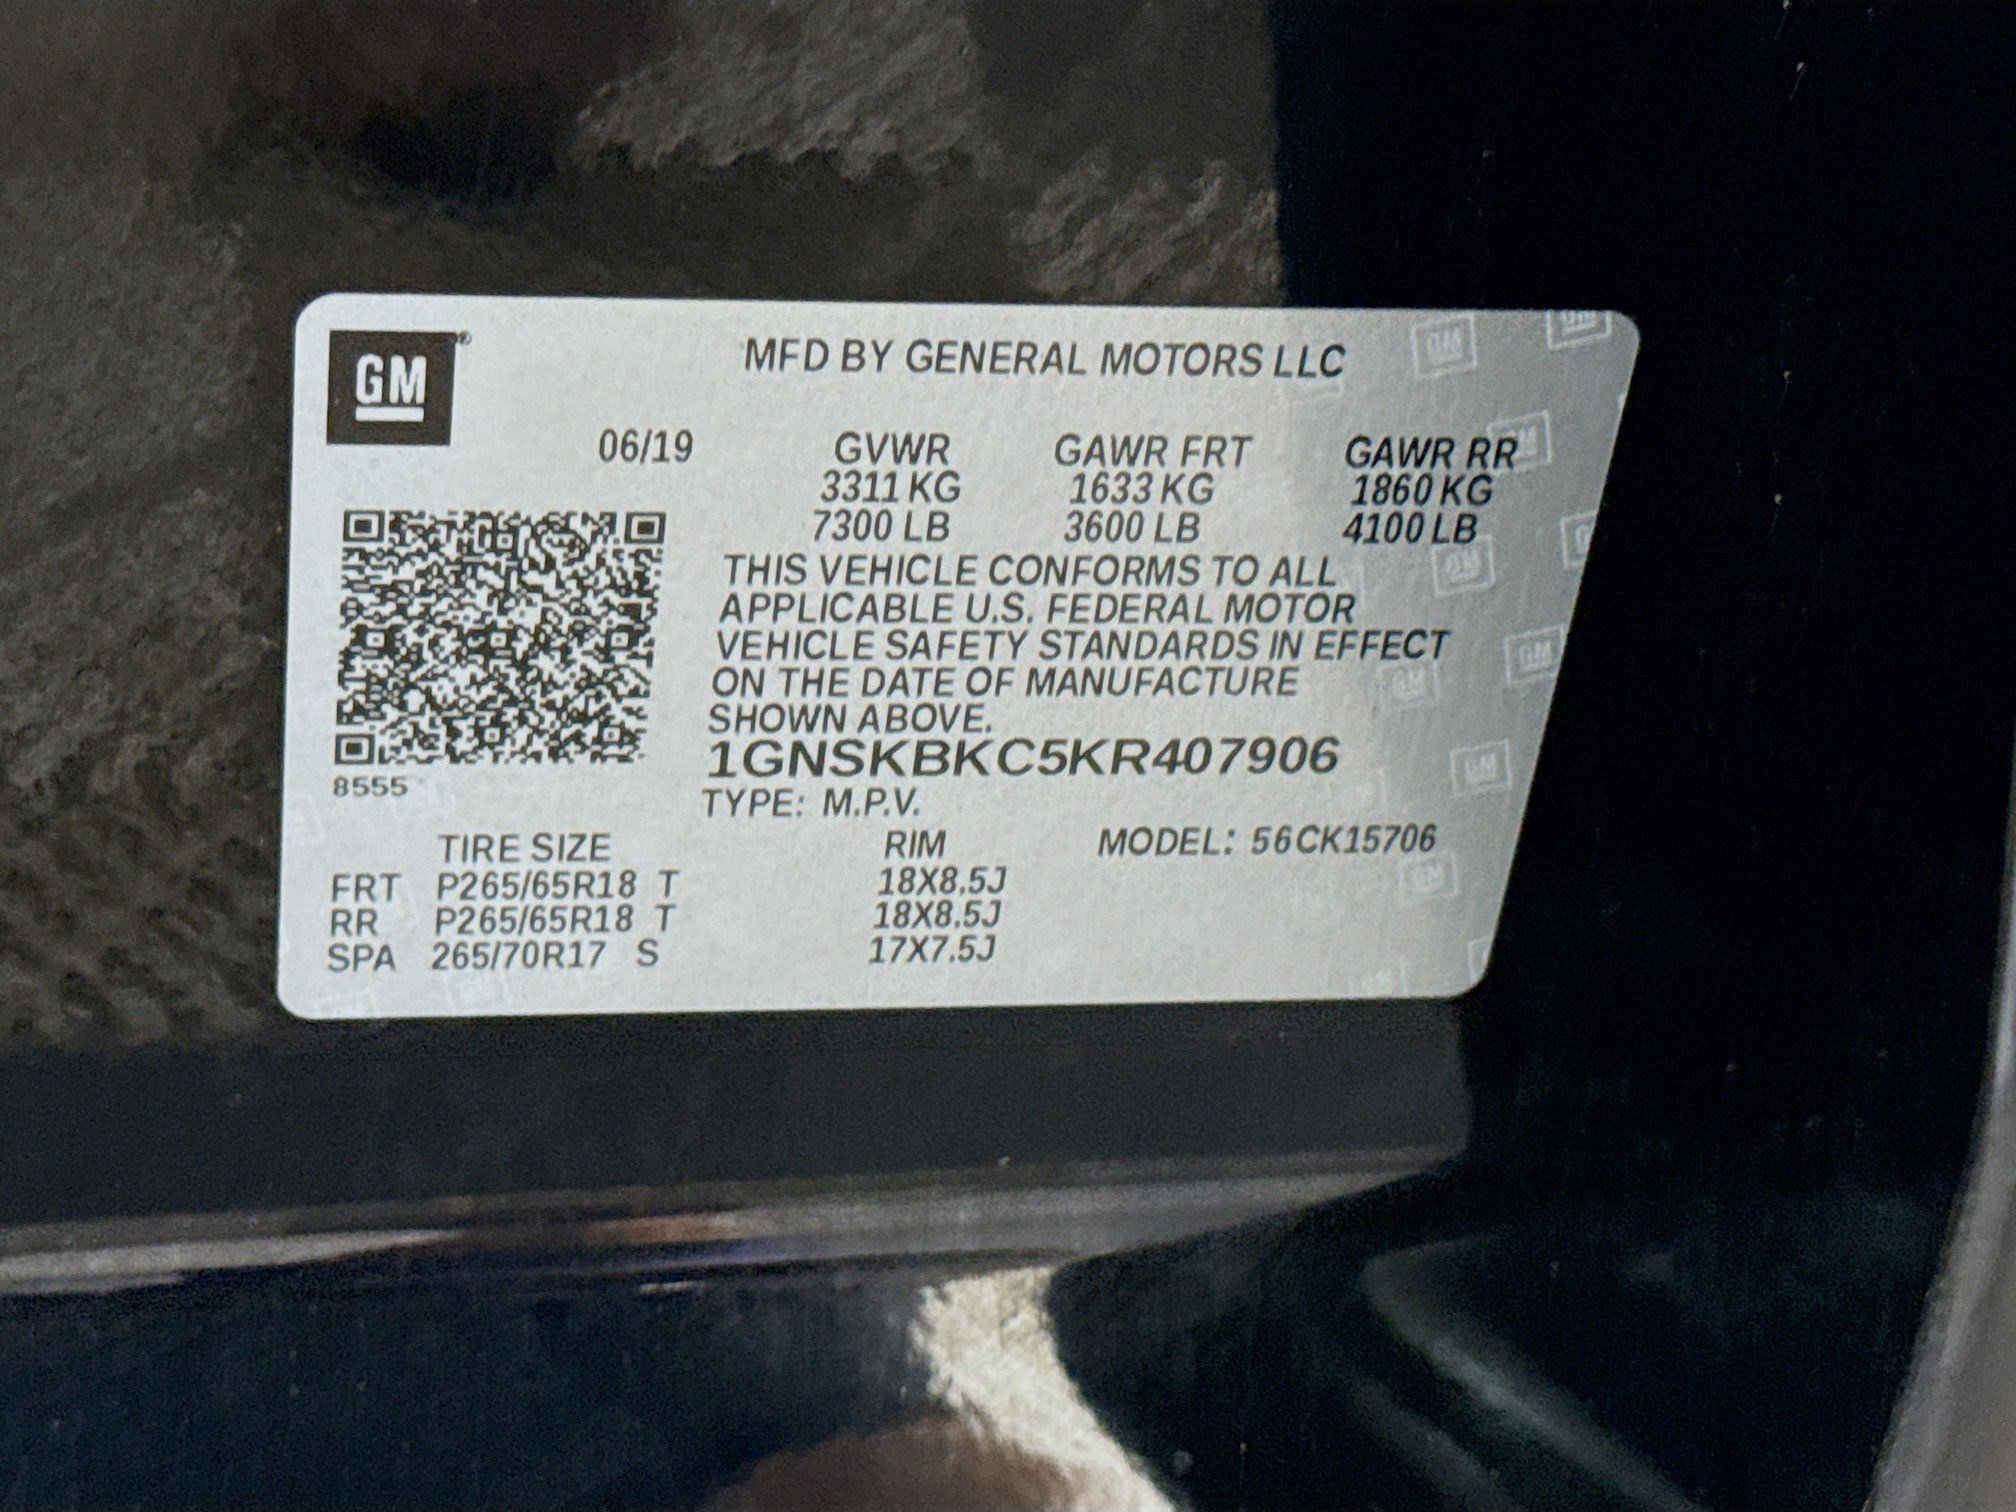 GM®
MFD BY GENERAL MOTORS LLC
06/19 GVWR GAWR FRT GAWR RR
3311 KG 1633 KG 1860 KG
7300 LB 3600 LB 4100 LB
THIS VEHICLE CONFORMS TO ALL
APPLICABLE U.S. FEDERAL MOTOR
VEHICLE SAFETY STANDARDS IN EFFECT
ON THE DATE OF MANUFACTURE
SHOWN ABOVE.
1GNSKBKC5KR407906
8555
TYPE: M.P.V.
TIRE SIZE RIM MODEL: 56CK15706
FRT P265/65R18 T 18X8.5J
RR P265/65R18 T 18X8.5J
SPA 265/70R17 S 17X7.5J